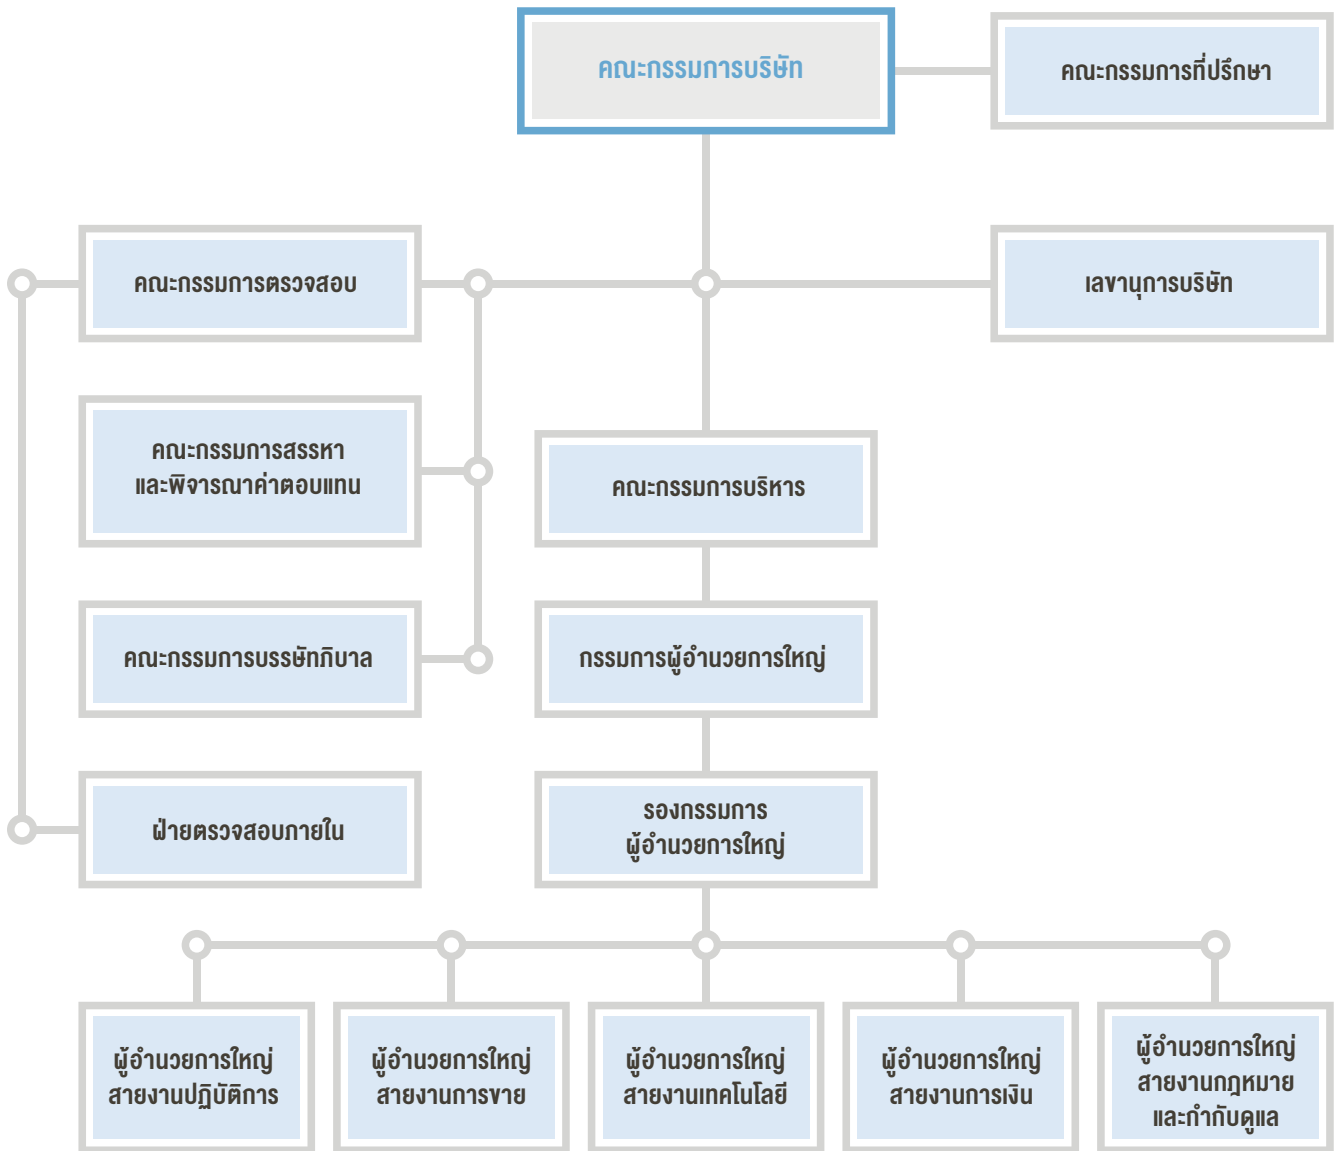 คณะกรรมการบริษัท
คณะกรรมการที่ปรึกษา
คณะกรรมการตรวจสอบ
เลขานุการบริษัท
คณะกรรมการสรรหา
และพิจารณาค่าตอบแทน
คณะกรรมการบริหาร
คณะกรรมการบรรษัทภิบาล
กรรมการผู้อำนวยการใหญ่
ฝ่ายตรวจสอบภายใน
รองกรรมการ
ผู้อำนวยการใหญ่
ผู้อำนวยการใหญ่
สายงานปฏิบัติการ
ผู้อำนวยการใหญ่
สายงานการขาย
ผู้อำนวยการใหญ่
สายงานเทคโนโลยี
ผู้อำนวยการใหญ่
สายงานการเงิน
ผู้อำนวยการใหญ่
สายงานกฎหมาย
และกำกับดูแล